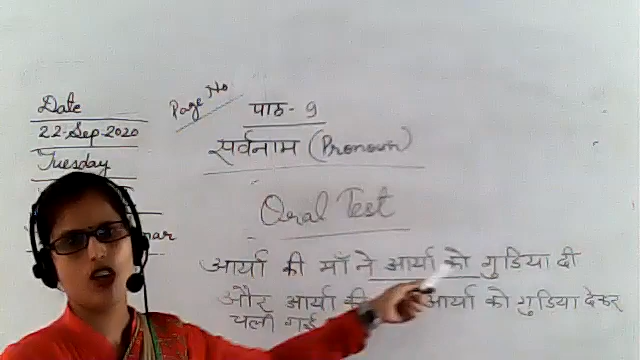 Date
22-Sep-2020
Tuesday
Page No
पाठ - 9
सर्वनाम (Pronoun)
Oral Test
आर्या की माँ ने आर्या को गुडिया दी
और आर्या की आर्या को गुडिया देकर
चली गई